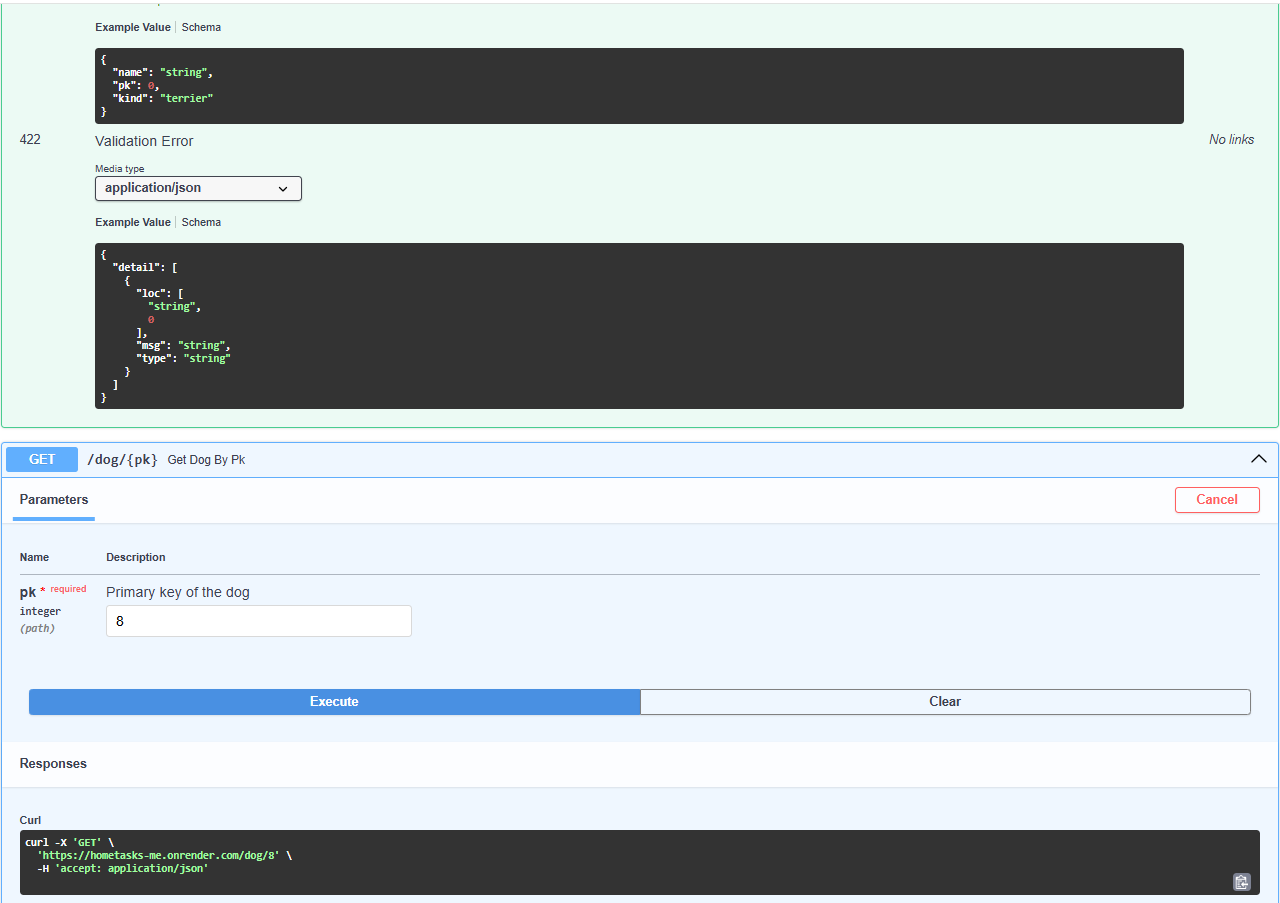 Example Value | Schema
{
  "name": "string",
  "pk": 0,
  "kind": "terrier"
}
422 Validation Error No links
Media type
application/json
Example Value | Schema
{
  "detail": [
    {
      "loc": [
        "string",
        0
      ],
      "msg": "string",
      "type": "string"
    }
  ]
}
GET /dog/{pk} Get Dog By Pk
Parameters Cancel
Name Description
pk * required Primary key of the dog
integer
(path)
8
Execute Clear
Responses
Curl
curl -X 'GET' \
  'https://hometasks-me.onrender.com/dog/8' \
  -H 'accept: application/json'